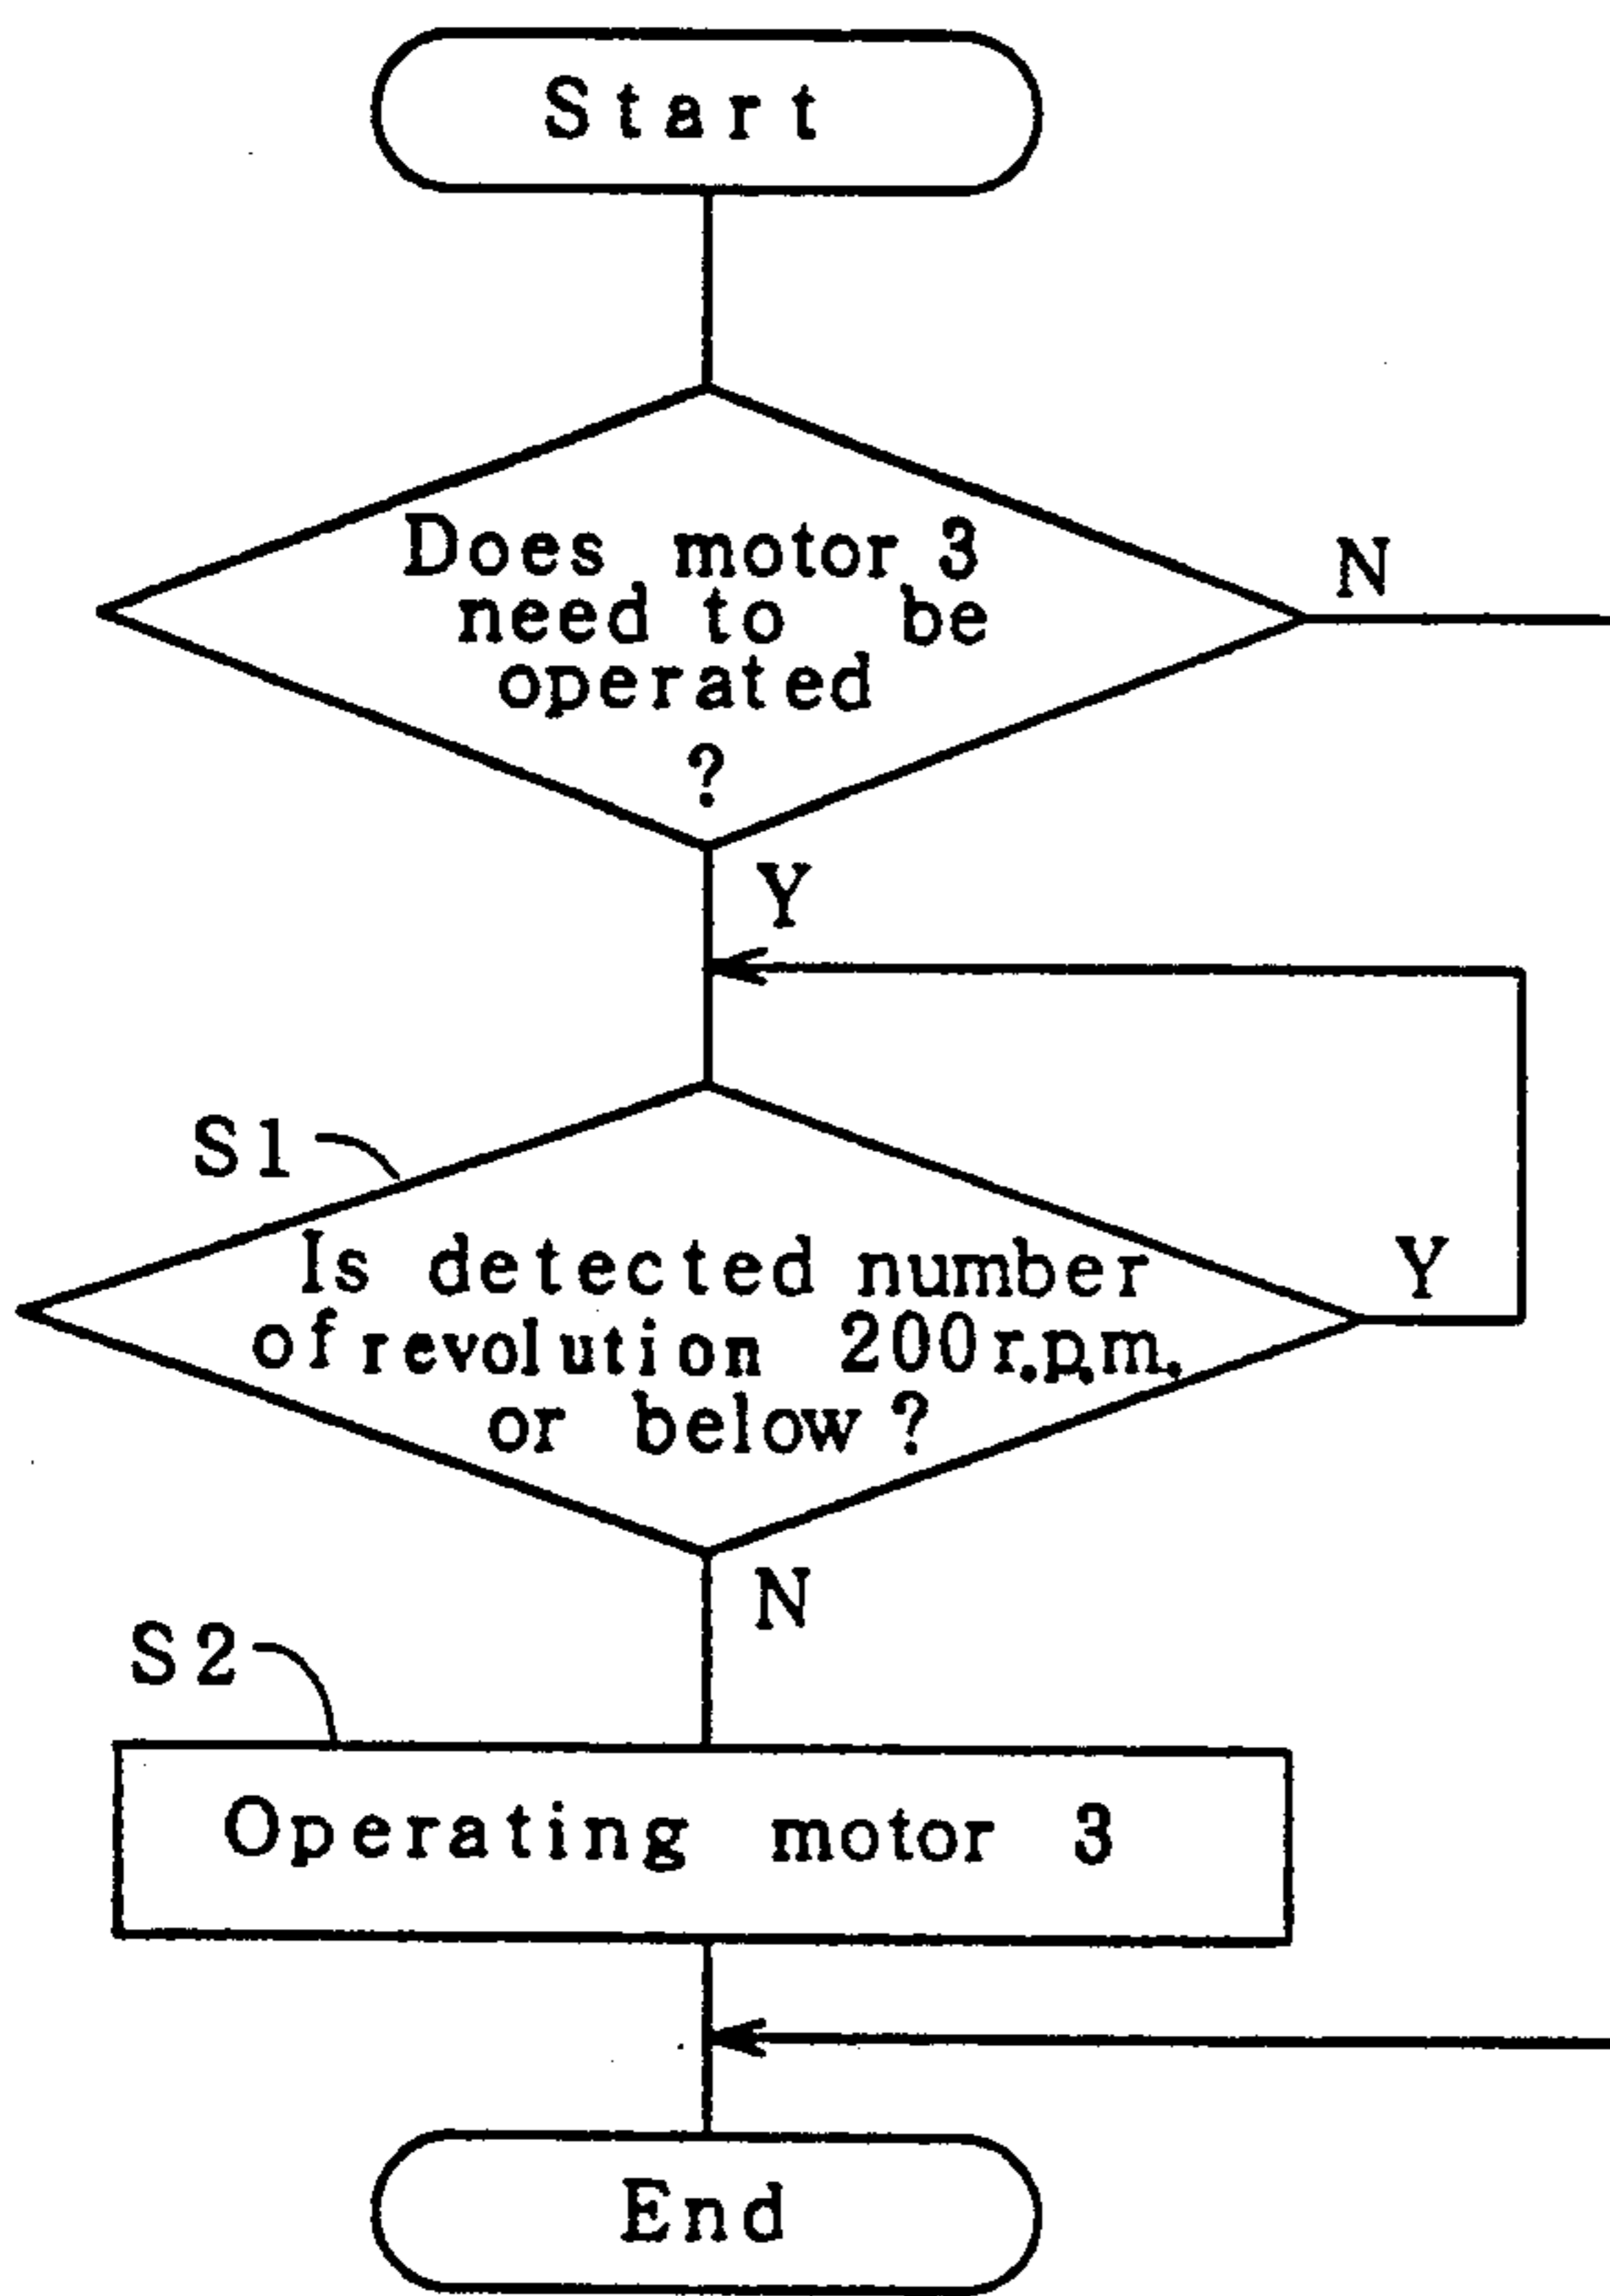 Start
Does motor 3
need to be
operated
?
N
Y
S1
Is detected number
of revolution 200r.p.m.
or below?
Y
N
S2
Operating motor 3
End